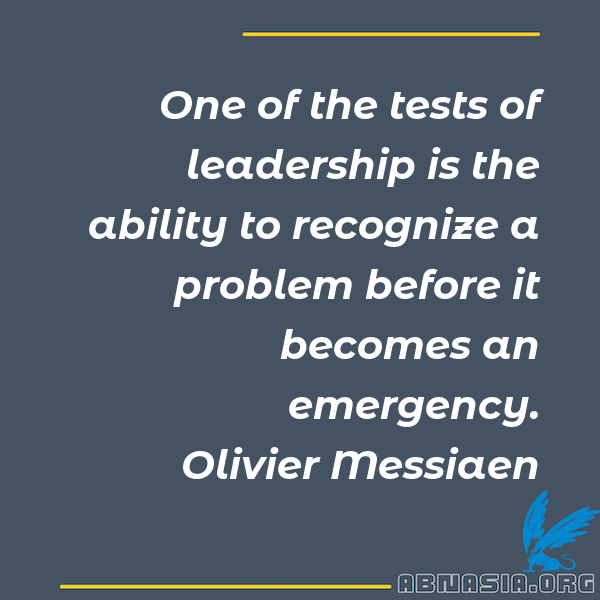 One of the tests of
leadership is the
ability to recognize a
problem before it
becomes an
emergency.
Olivier Messiaen
ABNASIA.ORG